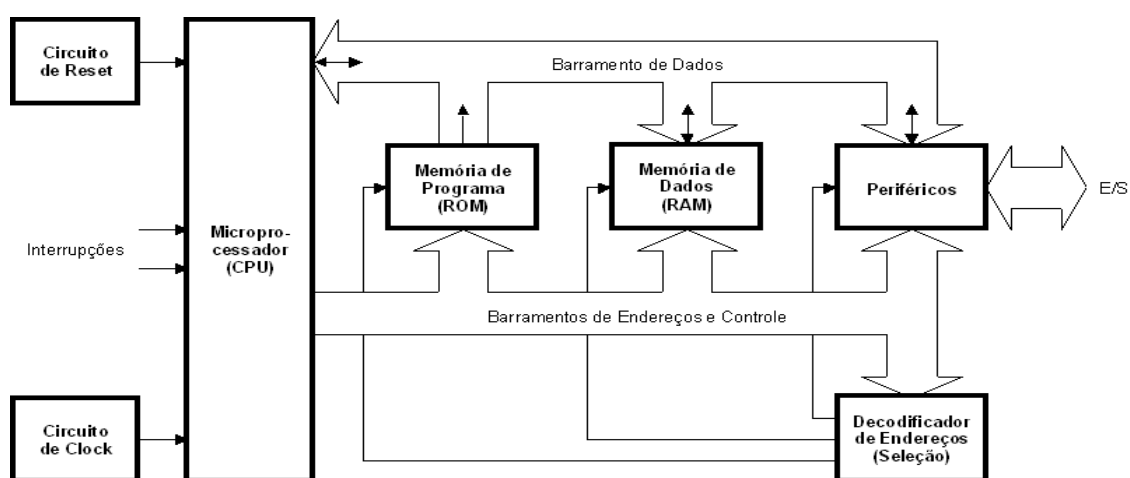 Circuito
de Reset
Barramento de Dados
Memória de
Programa
(ROM)
Memória de
Dados
(RAM)
Periféricos
E/S
Interrupções
Micropro-
cessador
(CPU)
Barramentos de Endereços e Controle
Circuito
de Clock
Decodificador
de Endereços
(Seleção)